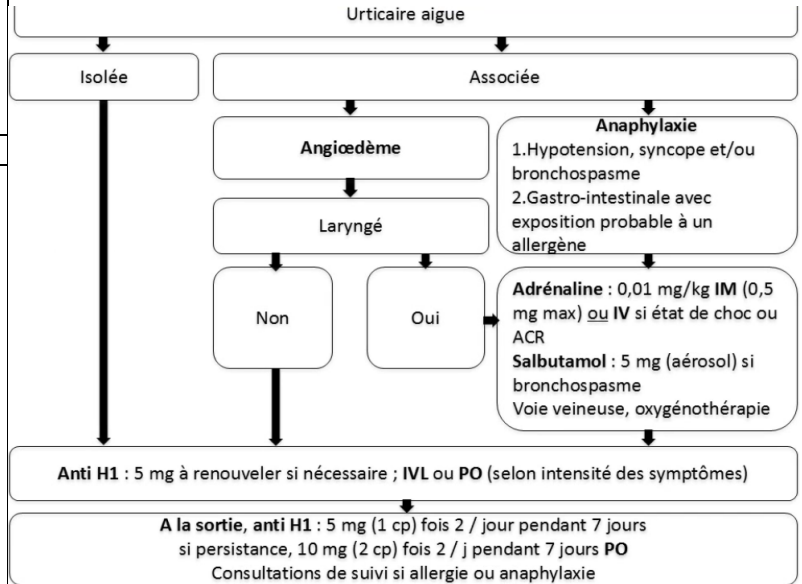 Urticaire aigue
Isolée
Associée
Angiœdème
Anaphylaxie
1.Hypotension, syncope et/ou
bronchospasme
2.Gastro-intestinale avec
exposition probable à un
allergène
Laryngé
Non
Oui
Adrénaline : 0,01 mg/kg IM (0,5
mg max) ou IV si état de choc ou
ACR
Salbutamol : 5 mg (aérosol) si
bronchospasme
Voie veineuse, oxygénothérapie
Anti H1 : 5 mg à renouveler si nécessaire ; IVL ou PO (selon intensité des symptômes)
A la sortie, anti H1 : 5 mg (1 cp) fois 2 / jour pendant 7 jours
si persistance, 10 mg (2 cp) fois 2 / j pendant 7 jours PO
Consultations de suivi si allergie ou anaphylaxie